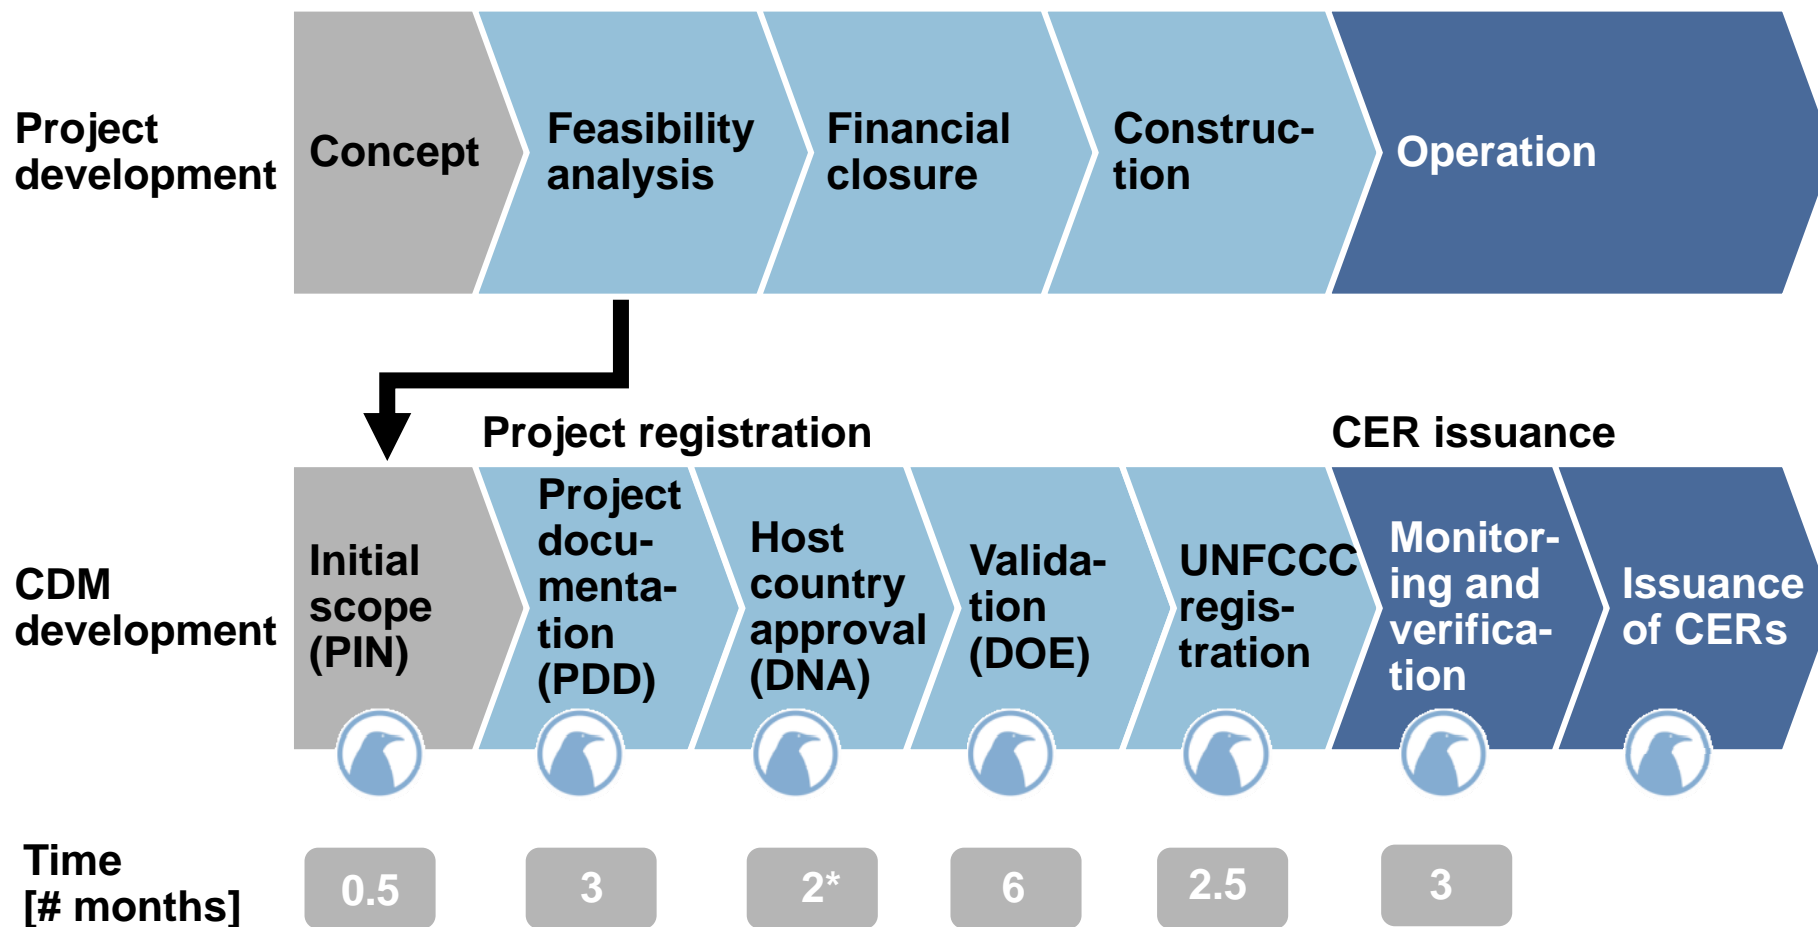 Project
development
Concept
Feasibility
analysis
Financial
closure
Construc-
tion
Operation
Project registration
CER issuance
CDM
development
Initial
scope
(PIN)
Project
docu-
menta-
tion
(PDD)
Host
country
approval
(DNA)
Valida-
tion
(DOE)
UNFCCC
regis-
tration
Monitor-
ing and
verifica-
tion
Issuance
of CERs
Time
[# months]
0.5
3
2*
6
2.5
3